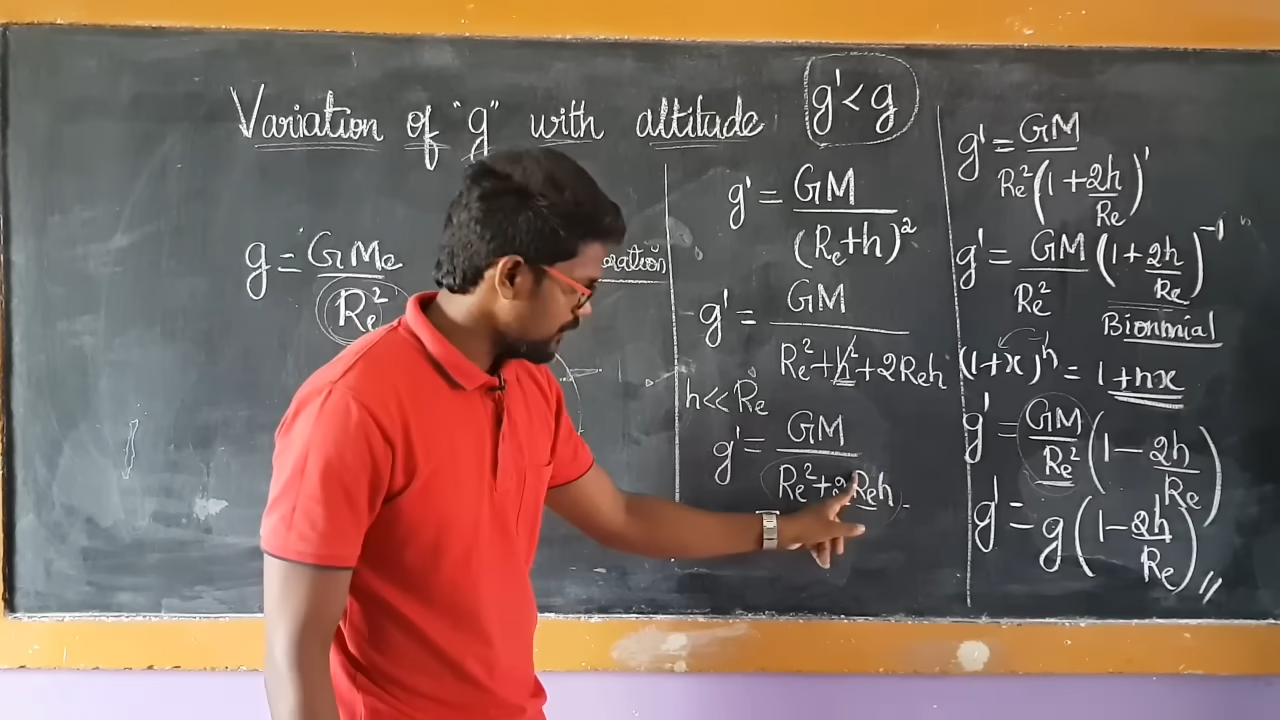 Variation of "g" with altitude
g' < g
g = GMe / Re²
eration
g' = GM / (Re+h)²
g' = GM / Re²+h²+2Reh
h<<Re
g' = GM / Re²+2Reh
g' = GM / Re²(1+2h/Re)¹
g' = GM/Re² (1+2h/Re)⁻¹
Bionmial
(1+x)ⁿ = 1+nx
g' = GM/Re² (1-2h/Re)
g' = g(1-2h/Re)//